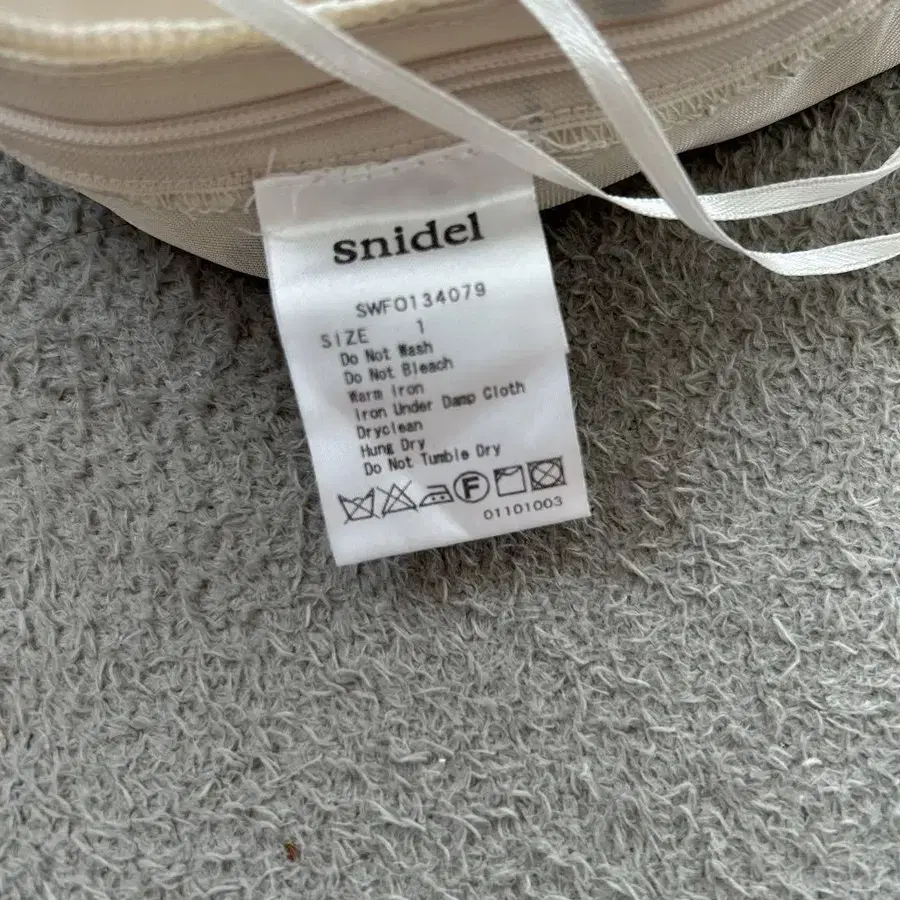 snidel
SWFO134079
SIZE 1
Do Not Wash
Do Not Bleach
Warm Iron
Iron Under Damp Cloth
Dryclean
Hung Dry
Do Not Tumble Dry
F
01101003